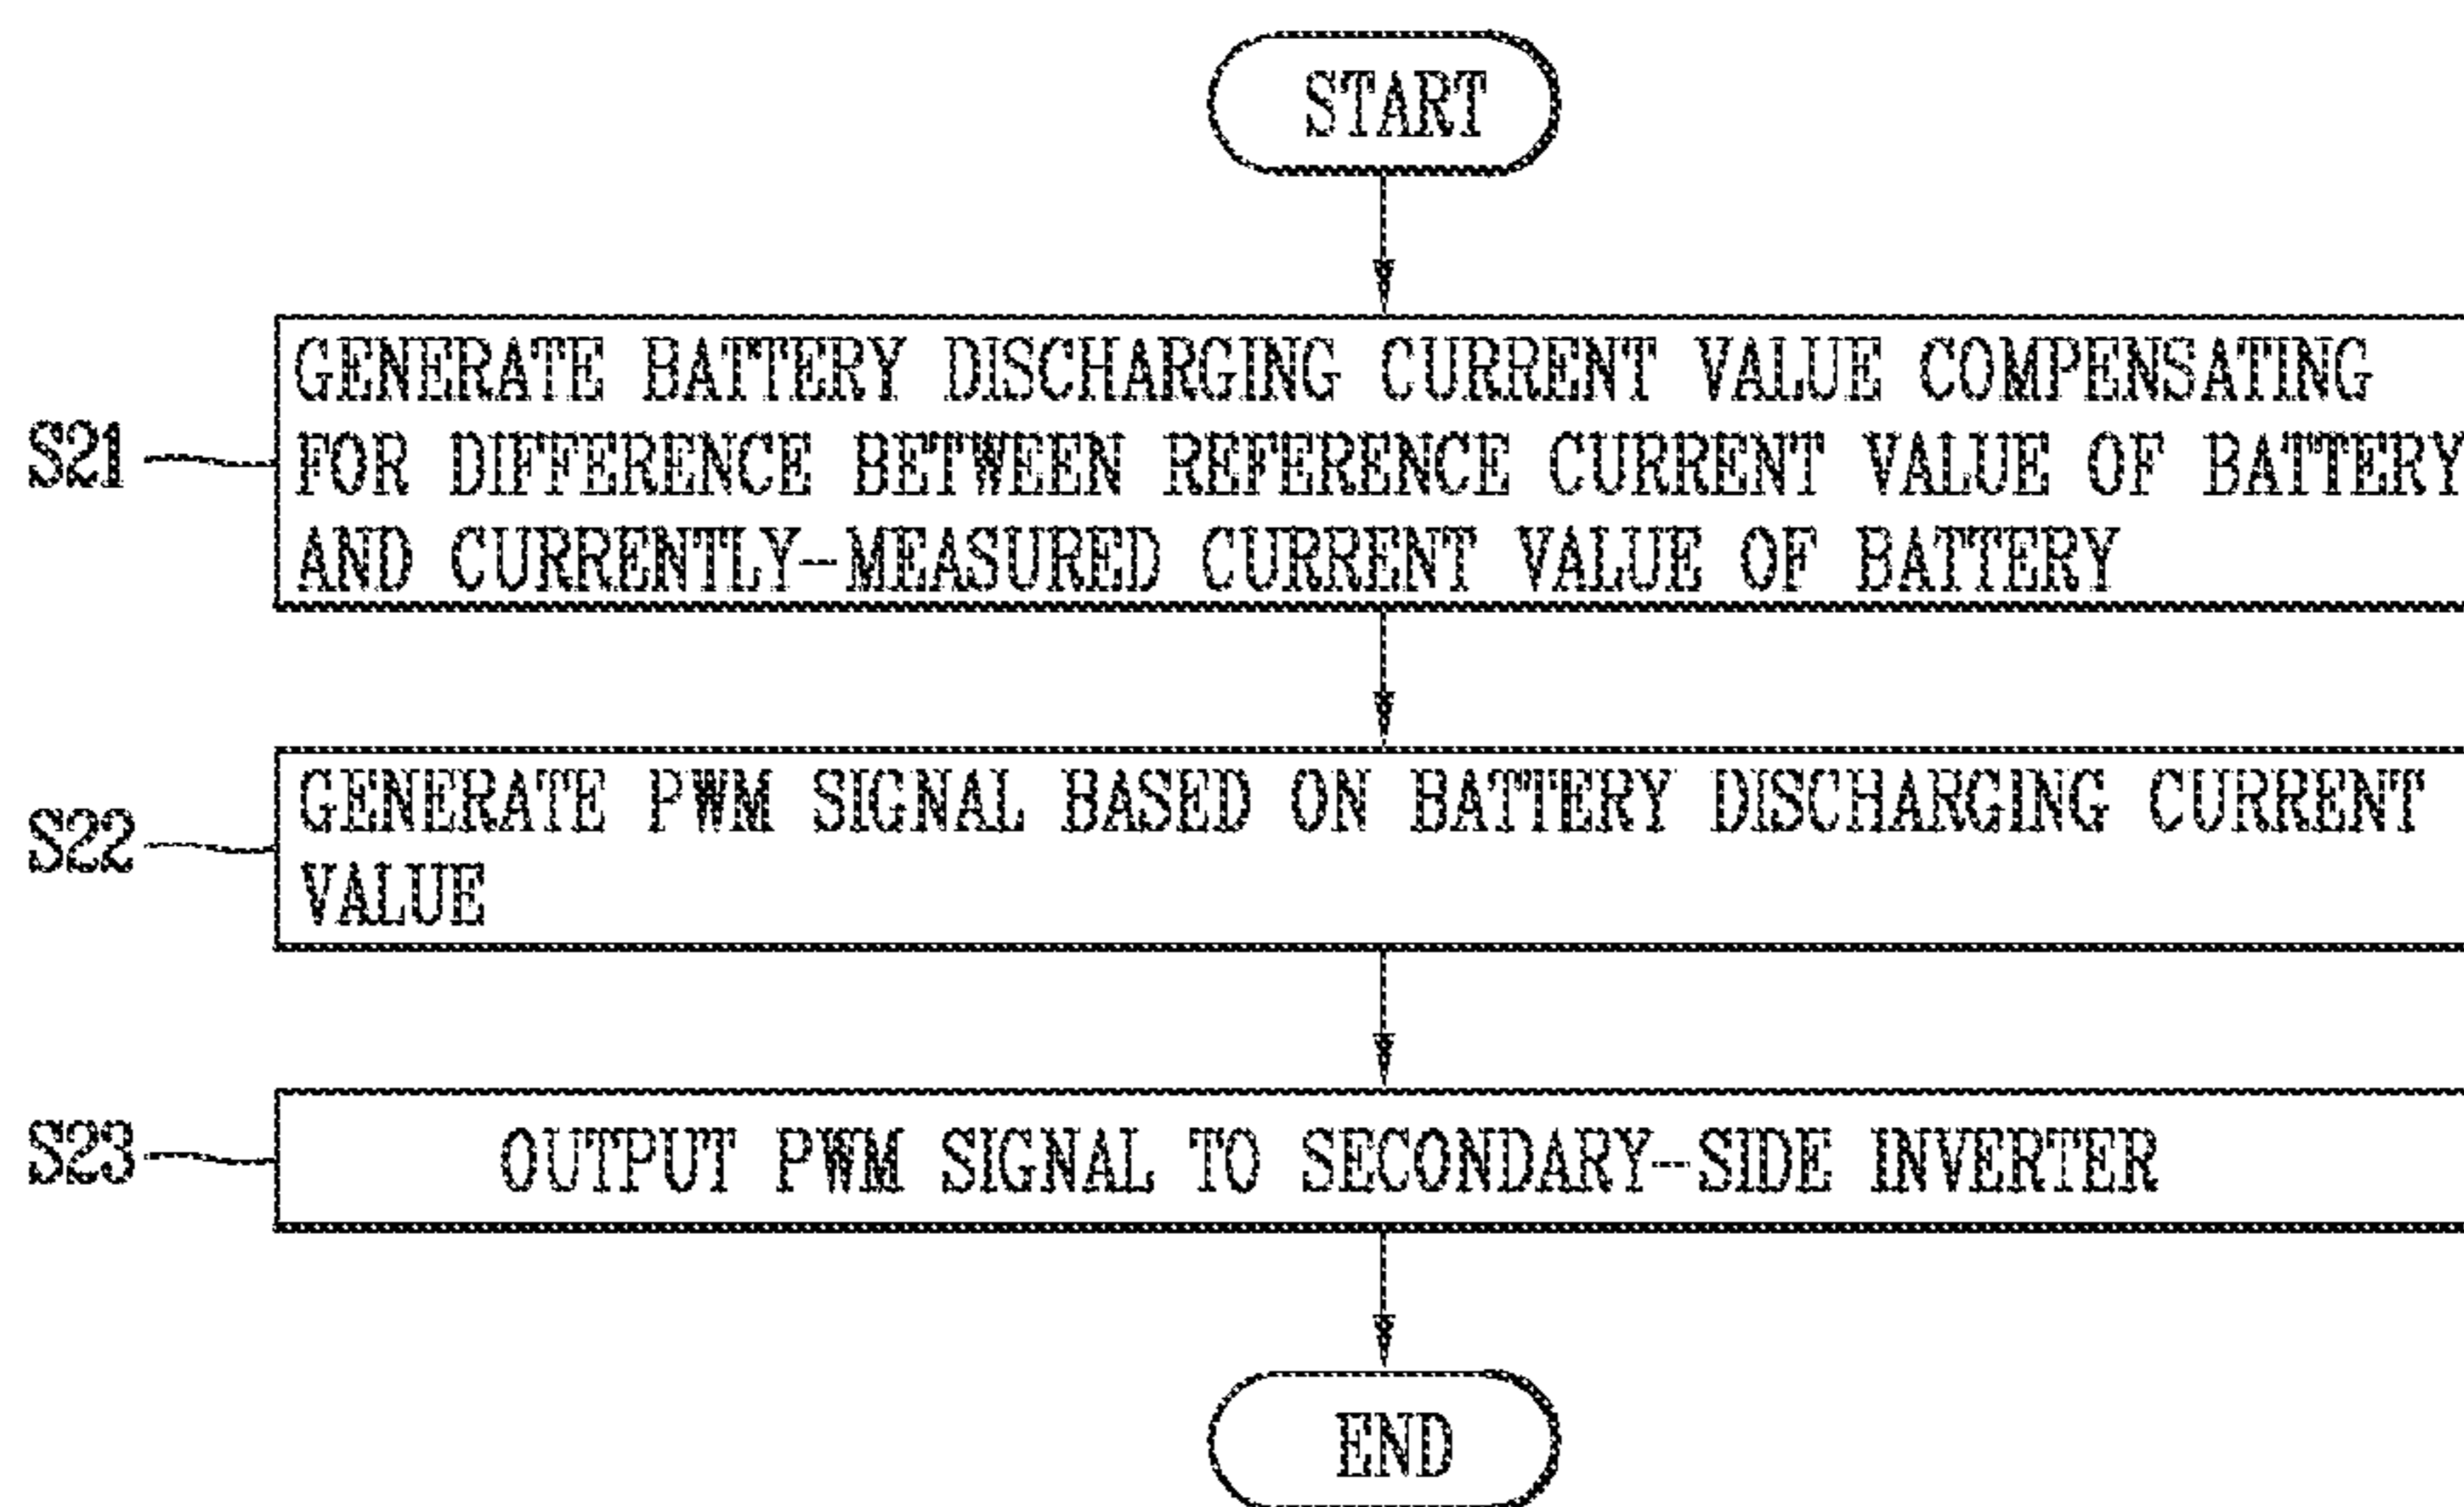 START
GENERATE BATTERY DISCHARGING CURRENT VALUE COMPENSATING
S21 FOR DIFFERENCE BETWEEN REFERENCE CURRENT VALUE OF BATTERY
AND CURRENTLY-MEASURED CURRENT VALUE OF BATTERY
GENERATE PWM SIGNAL BASED ON BATTERY DISCHARGING CURRENT
S22
VALUE
S23 OUTPUT PWM SIGNAL TO SECONDARY-SIDE INVERTER
END